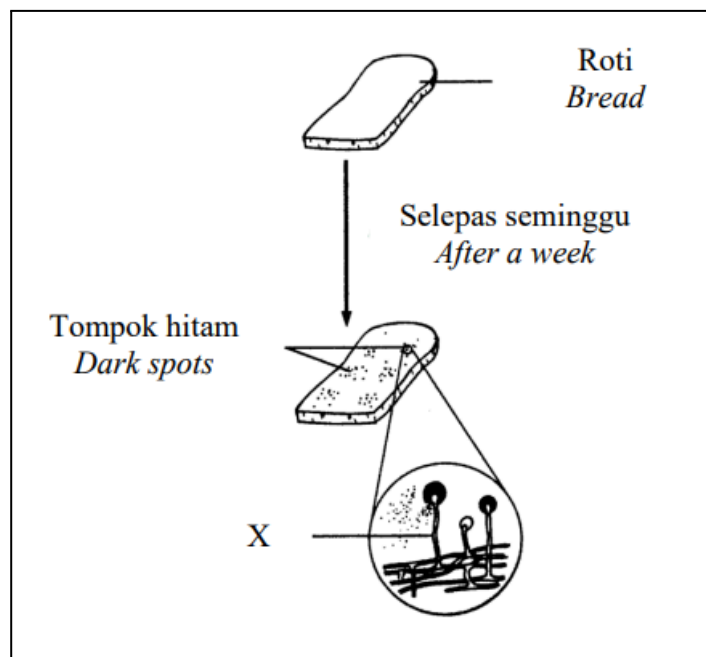 Roti
Bread
Selepas seminggu
After a week
Tompok hitam
Dark spots
X